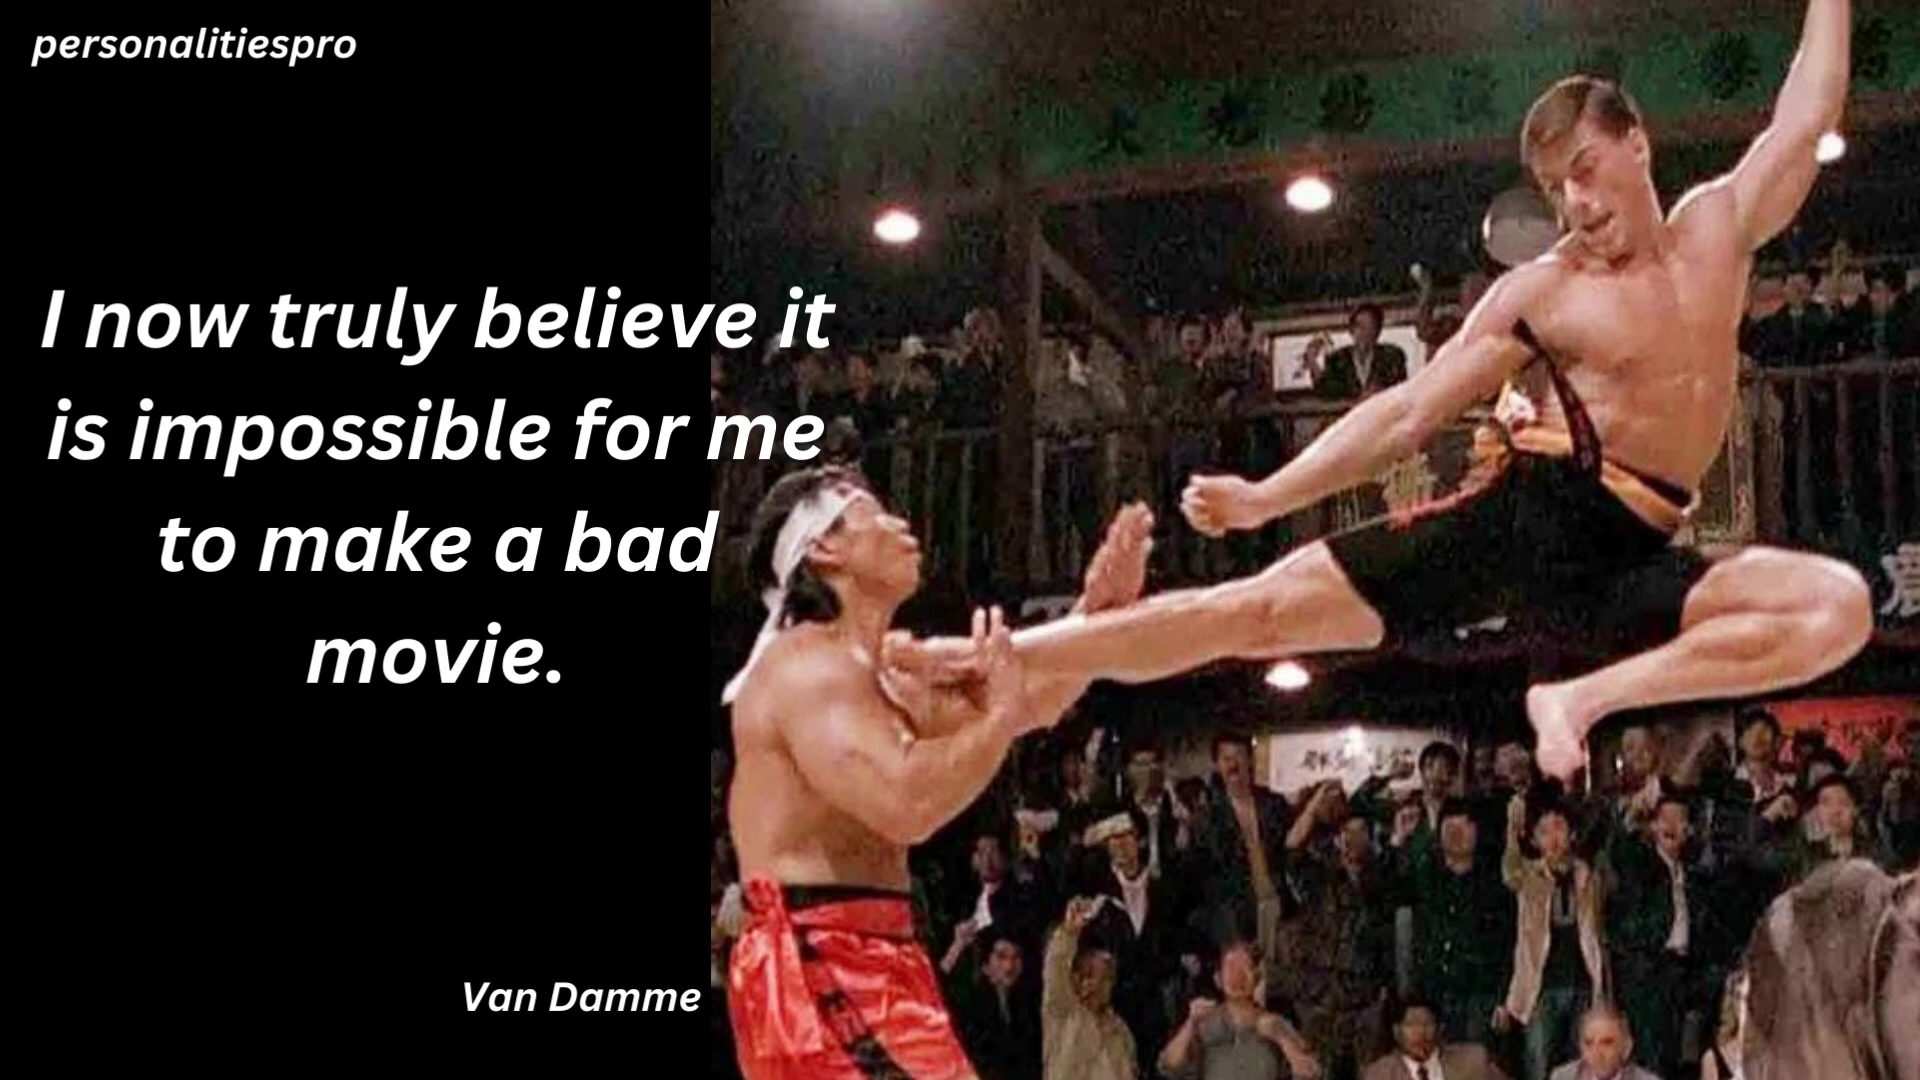 personalitiespro
I now truly believe it
is impossible for me
to make a bad
movie.
Van Damme